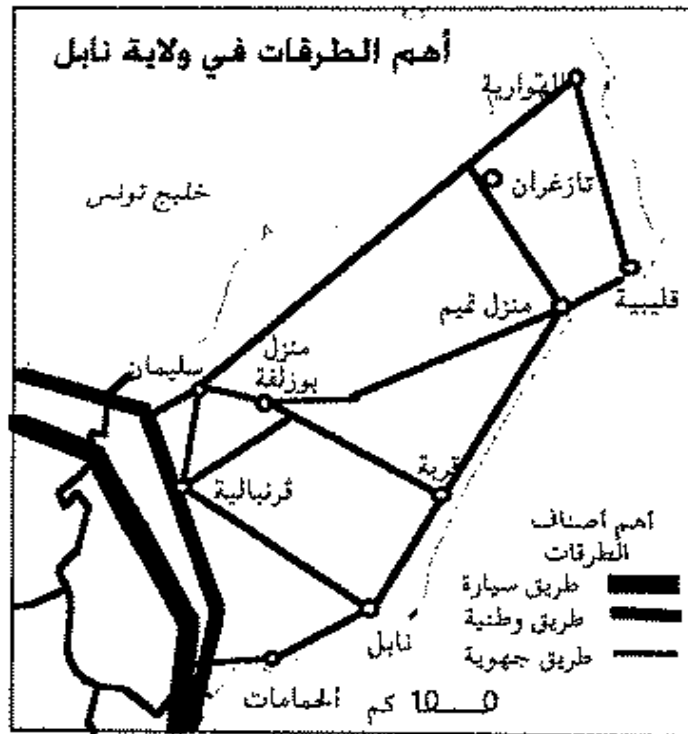 أهم الطرقات في ولاية نابل
الهوارية
تازغران
خليج تونس
قليبية
منزل تميم
منزل
بوزلفة
سليمان
قربة
ڤرنبالية
نابل
الحمامات
أهم أصناف
الطرقات
طريق سيارة
طريق وطنية
طريق جهوية
0 10 كم